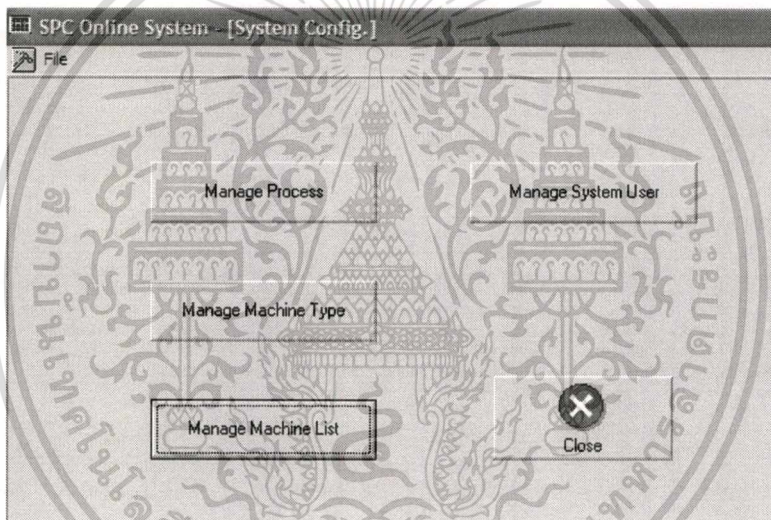 SPC Online System - [System Config.]
File
Manage Process
Manage System User
Manage Machine Type
Manage Machine List
Close